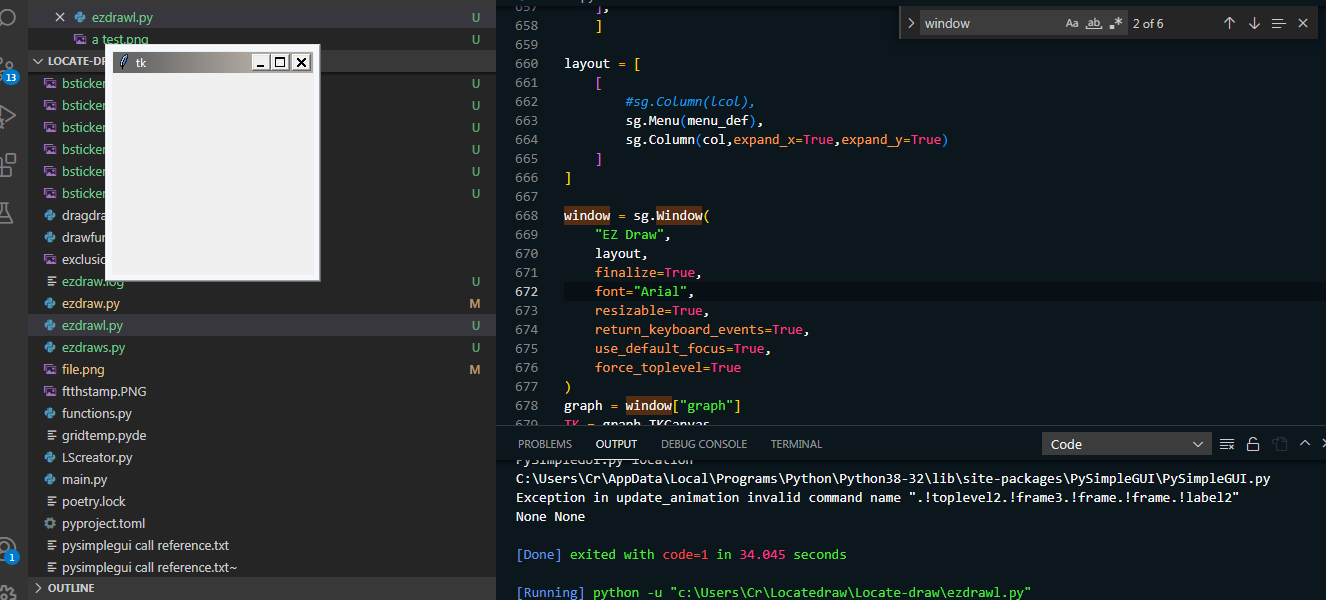 ezdrawl.py U
a test.png U
LOCATE-DR
13
tk
bsticker U
bsticker U
bsticker U
bsticker U
bsticker U
bsticker U
dragdra
drawfun
exclusic
ezdraw.log U
ezdraw.py M
ezdrawl.py U
ezdraws.py U
file.png M
ftthstamp.PNG
functions.py
gridtemp.pyde
LScreator.py
main.py
poetry.lock
pyproject.toml
pysimplegui call reference.txt
pysimplegui call reference.txt~
1
OUTLINE
window Aa ab 2 of 6
657 ],
658 ]
659
660 layout = [
661 [
662 #sg.Column(lcol),
663 sg.Menu(menu_def),
664 sg.Column(col,expand_x=True,expand_y=True)
665 ]
666 ]
667
668 window = sg.Window(
669 "EZ Draw",
670 layout,
671 finalize=True,
672 font="Arial",
673 resizable=True,
674 return_keyboard_events=True,
675 use_default_focus=True,
676 force_toplevel=True
677 )
678 graph = window["graph"]
679 TK = graph.TKCanvas
PROBLEMS OUTPUT DEBUG CONSOLE TERMINAL Code
PySimpleGUI.py location
C:\Users\Cr\AppData\Local\Programs\Python\Python38-32\lib\site-packages\PySimpleGUI\PySimpleGUI.py
Exception in update_animation invalid command name ".!toplevel2.!frame3.!frame.!frame.!label2"
None None
[Done] exited with code=1 in 34.045 seconds
[Running] python -u "c:\Users\Cr\Locatedraw\Locate-draw\ezdrawl.py"